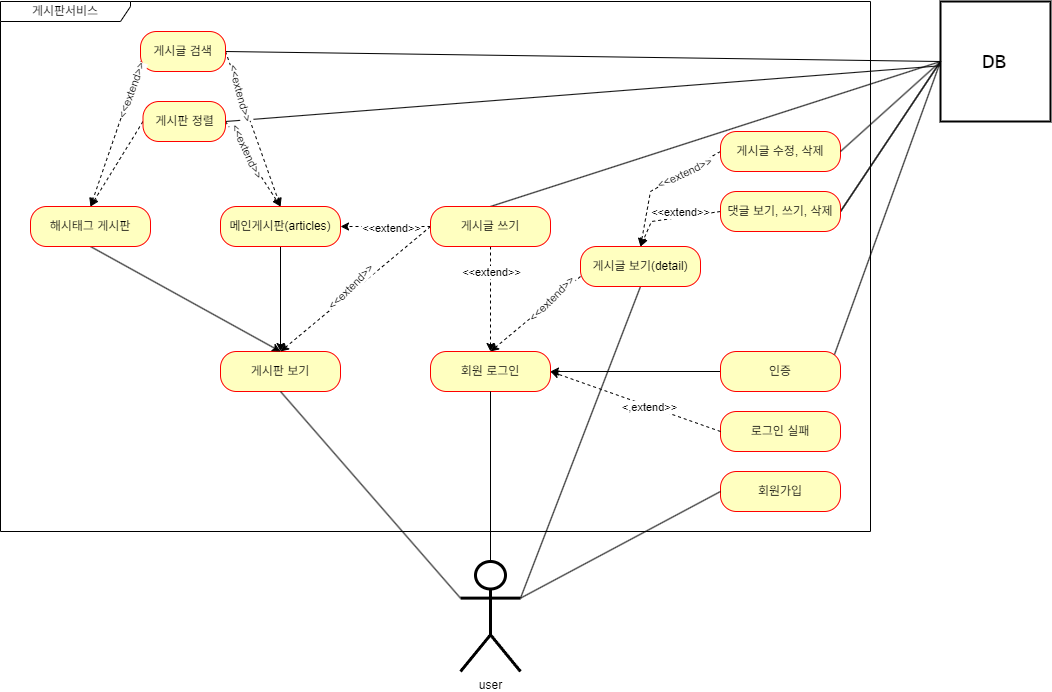 게시판서비스
게시글 검색
DB
<<extend>>
<<extend>>
게시판 정렬
<<extend>>
게시글 수정, 삭제
<<extend>>
해시태그 게시판
메인게시판(articles)
<<extend>>
게시글 쓰기
<<extend>>
댓글 보기, 쓰기, 삭제
<<extend>>
<<extend>>
게시글 보기(detail)
<<extend>>
게시판 보기
회원 로그인
인증
<,extend>>
로그인 실패
회원가입
user